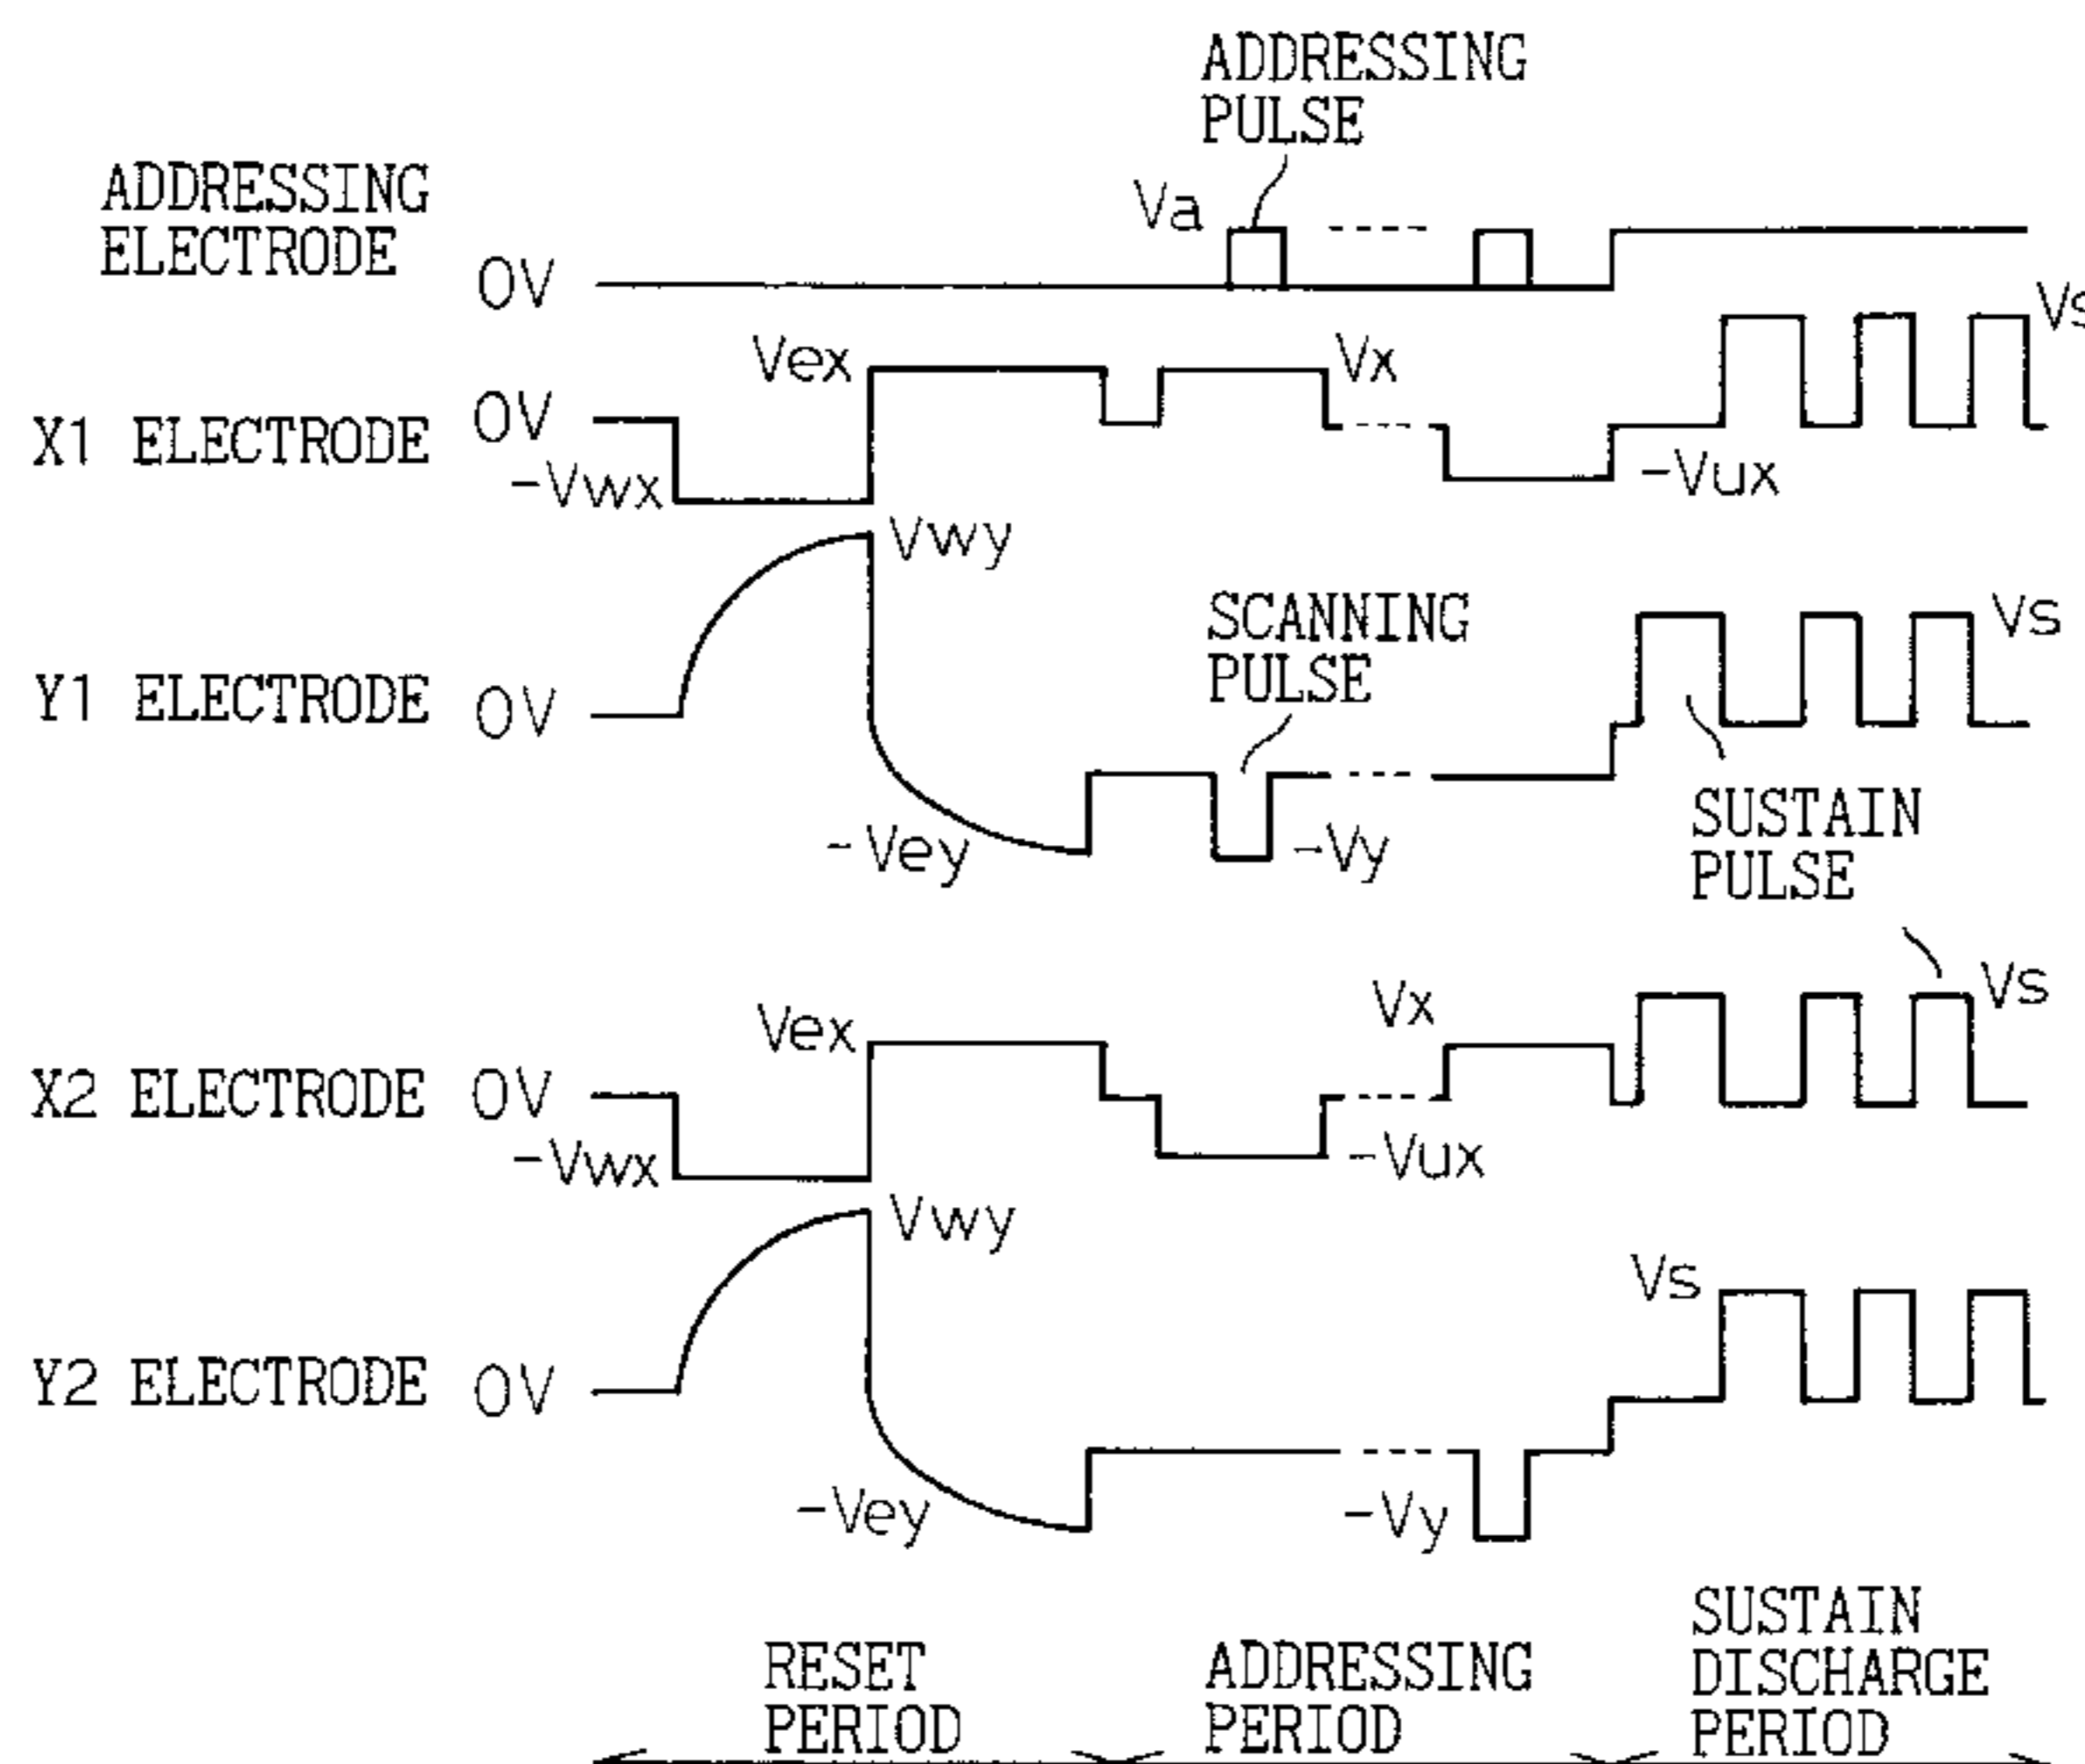 ADDRESSING
PULSE
ADDRESSING
ELECTRODE
Va
0V
Vs
Vex
Vx
0V
X1 ELECTRODE
-Vwx
-Vux
Vwy
SCANNING
PULSE
Vs
Y1 ELECTRODE
0V
-Vey
-Vy
SUSTAIN
PULSE
Vex
Vx
Vs
X2 ELECTRODE
0V
-Vwx
-Vux
Vwy
Vs
Y2 ELECTRODE
0V
-Vey
-Vy
RESET
PERIOD
ADDRESSING
PERIOD
SUSTAIN
DISCHARGE
PERIOD